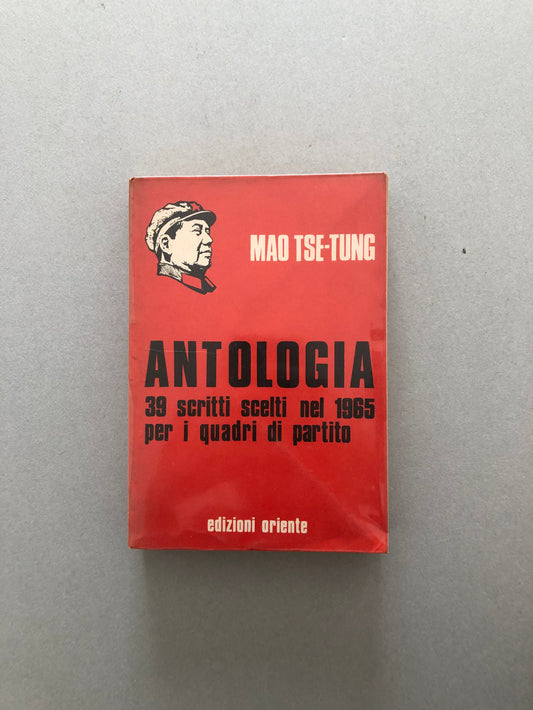 MAO TSE-TUNG
ANTOLOGIA
39 scritti scelti nel 1965
per i quadri di partito
edizioni oriente